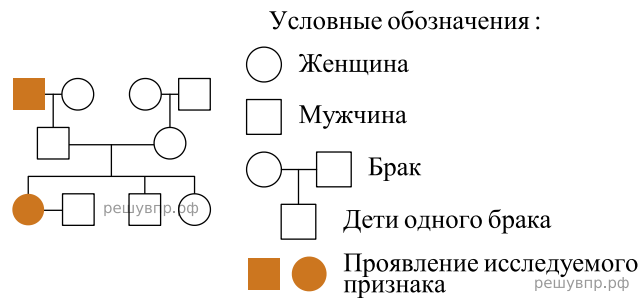 Условные обозначения :
Женщина
Мужчина
Брак
Дети одного брака
Проявление исследуемого
признака
решувпр.рф
решувпр.рф